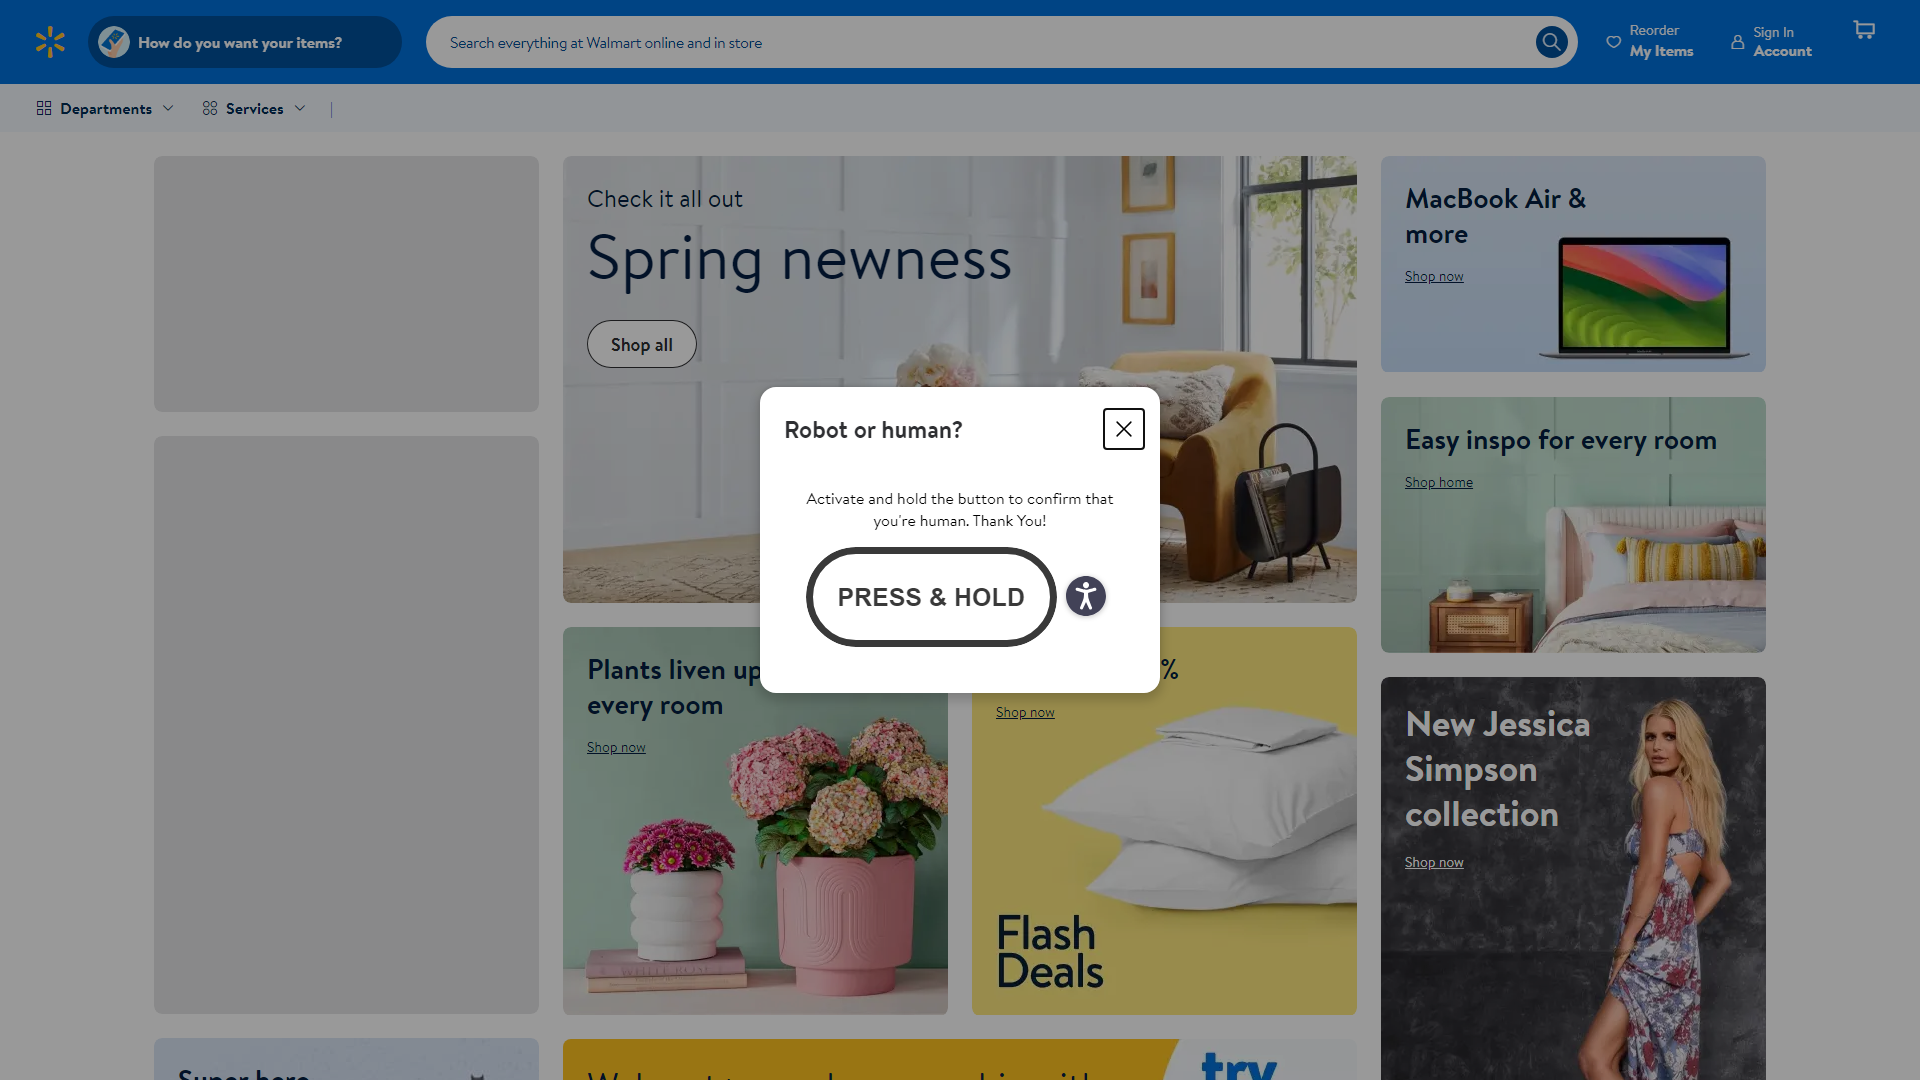 How do you want your items?
Search everything at Walmart online and in store
Reorder
My Items
Sign In
Account
Departments
Services
Check it all out
Spring newness
Shop all
MacBook Air &
more
Shop now
Easy inspo for every room
Shop home
Robot or human?
Activate and hold the button to confirm that
you're human. Thank You!
PRESS & HOLD
Plants liven up
every room
Shop now
%
Shop now
Flash
Deals
New Jessica
Simpson
collection
Shop now
try